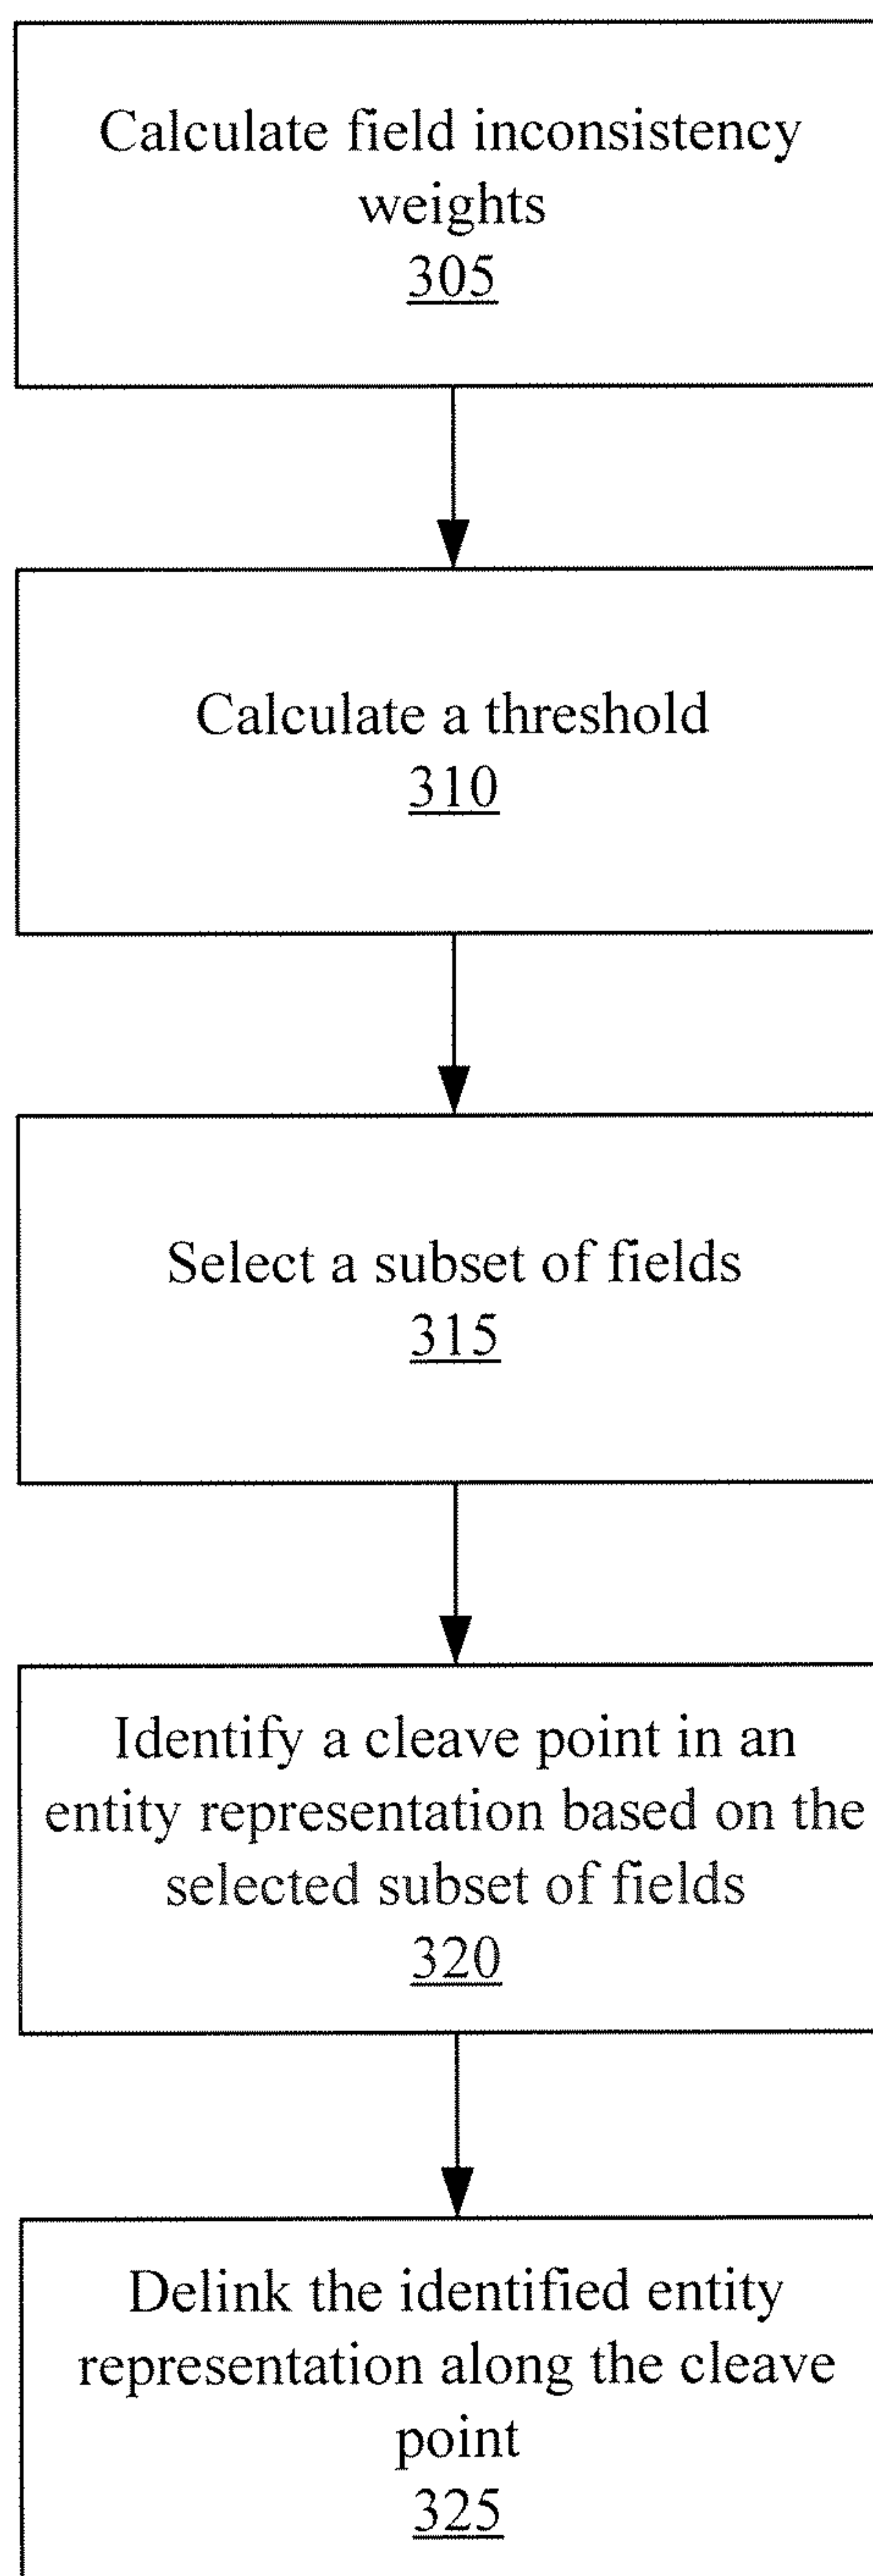 Calculate field inconsistency
weights
305
Calculate a threshold
310
Select a subset of fields
315
Identify a cleave point in an
entity representation based on the
selected subset of fields
320
Delink the identified entity
representation along the cleave
point
325